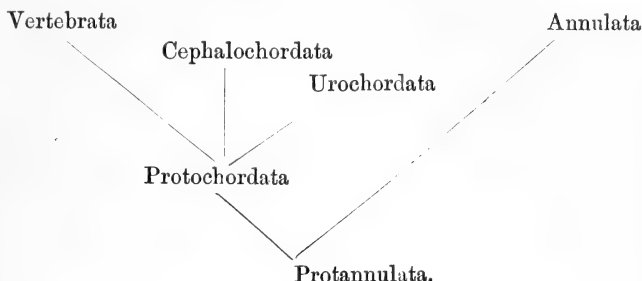 Vertebrata
Annulata
Cephalochordata
Urochordata
Protochordata
Protannulata.